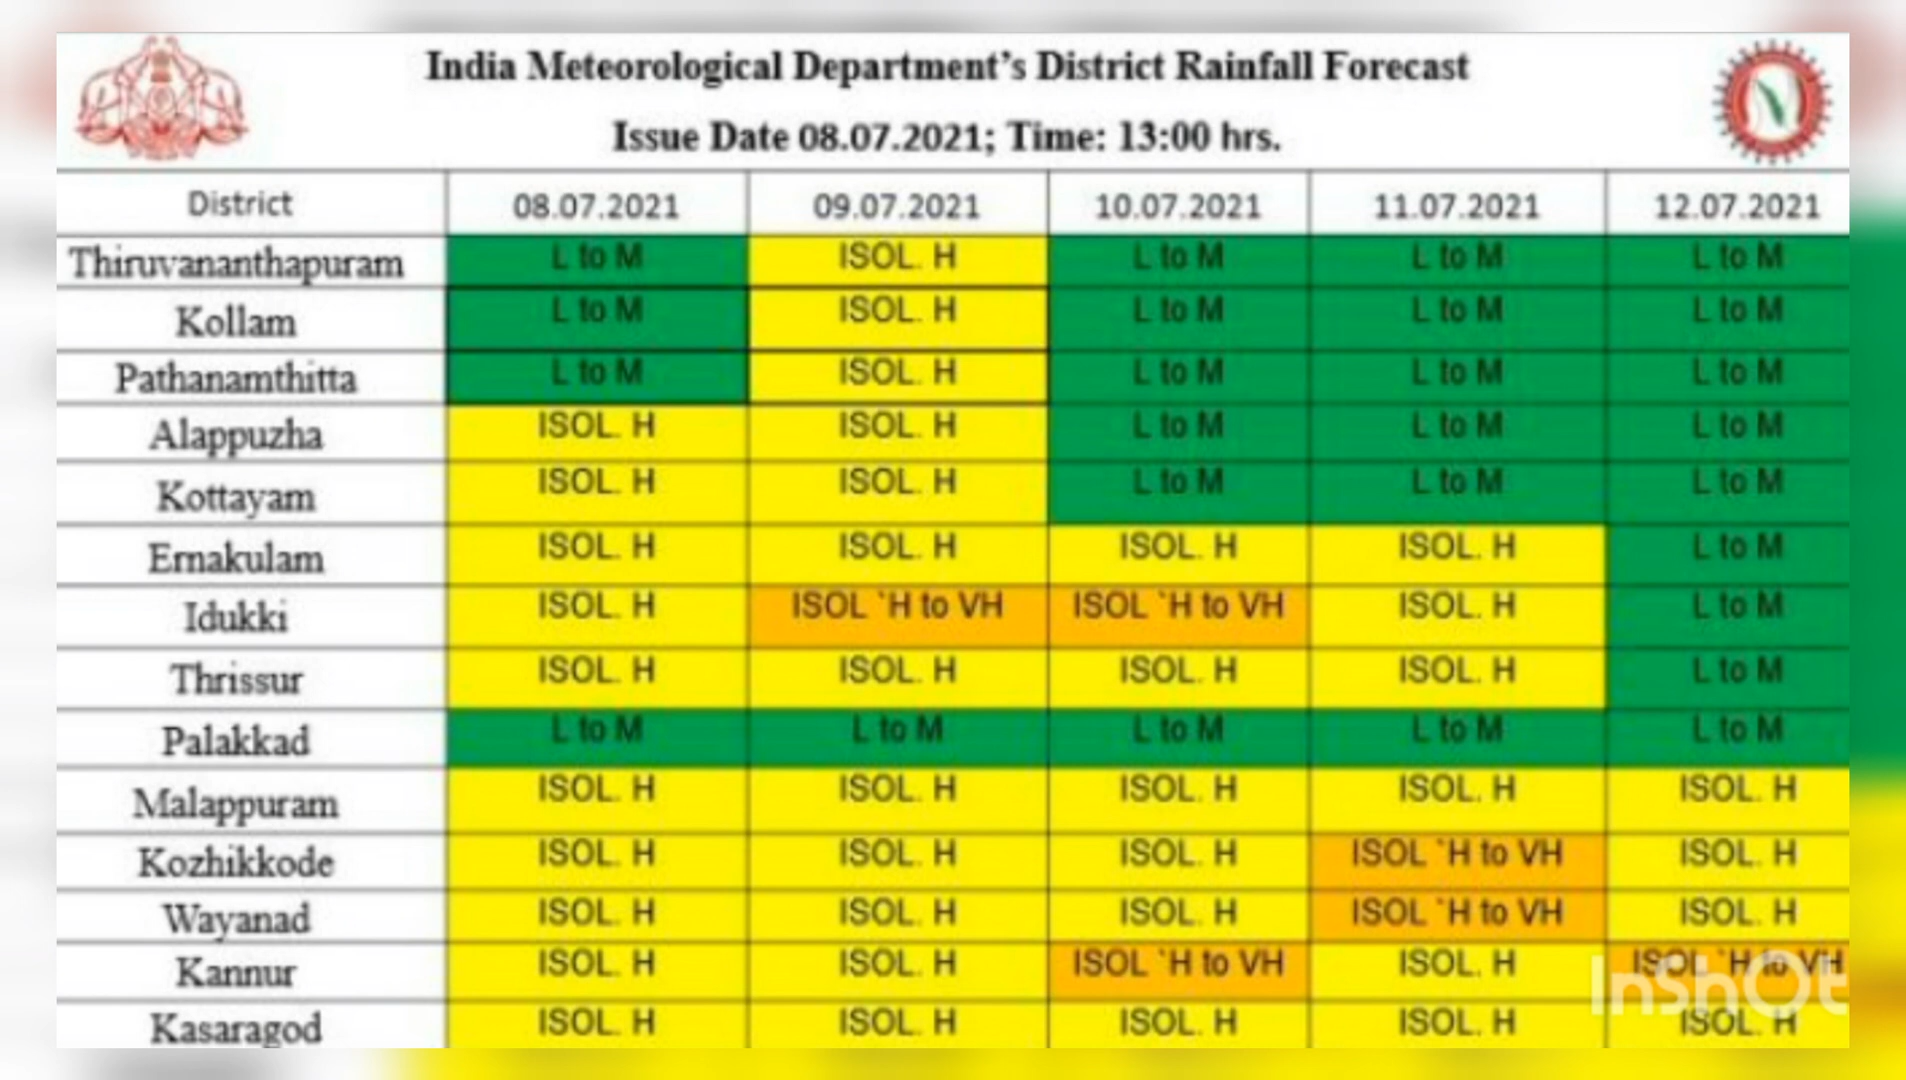 India Meteorological Department's District Rainfall Forecast
Issue Date 08.07.2021; Time: 13:00 hrs.
District 08.07.2021 09.07.2021 10.07.2021 11.07.2021 12.07.2021
Thiruvananthapuram L to M ISOL. H L to M L to M L to M
Kollam L to M ISOL. H L to M L to M L to M
Pathanamthitta L to M ISOL. H L to M L to M L to M
Alappuzha ISOL. H ISOL. H L to M L to M L to M
Kottayam ISOL. H ISOL. H L to M L to M L to M
Ernakulam ISOL. H ISOL. H ISOL. H ISOL. H L to M
Idukki ISOL. H ISOL `H to VH ISOL `H to VH ISOL. H L to M
Thrissur ISOL. H ISOL. H ISOL. H ISOL. H L to M
Palakkad L to M L to M L to M L to M L to M
Malappuram ISOL. H ISOL. H ISOL. H ISOL. H ISOL. H
Kozhikkode ISOL. H ISOL. H ISOL. H ISOL `H to VH ISOL. H
Wayanad ISOL. H ISOL. H ISOL. H ISOL `H to VH ISOL. H
Kannur ISOL. H ISOL. H ISOL `H to VH ISOL. H ISOL `H to VH
Kasaragod ISOL. H ISOL. H ISOL. H ISOL. H ISOL. H
InShOt